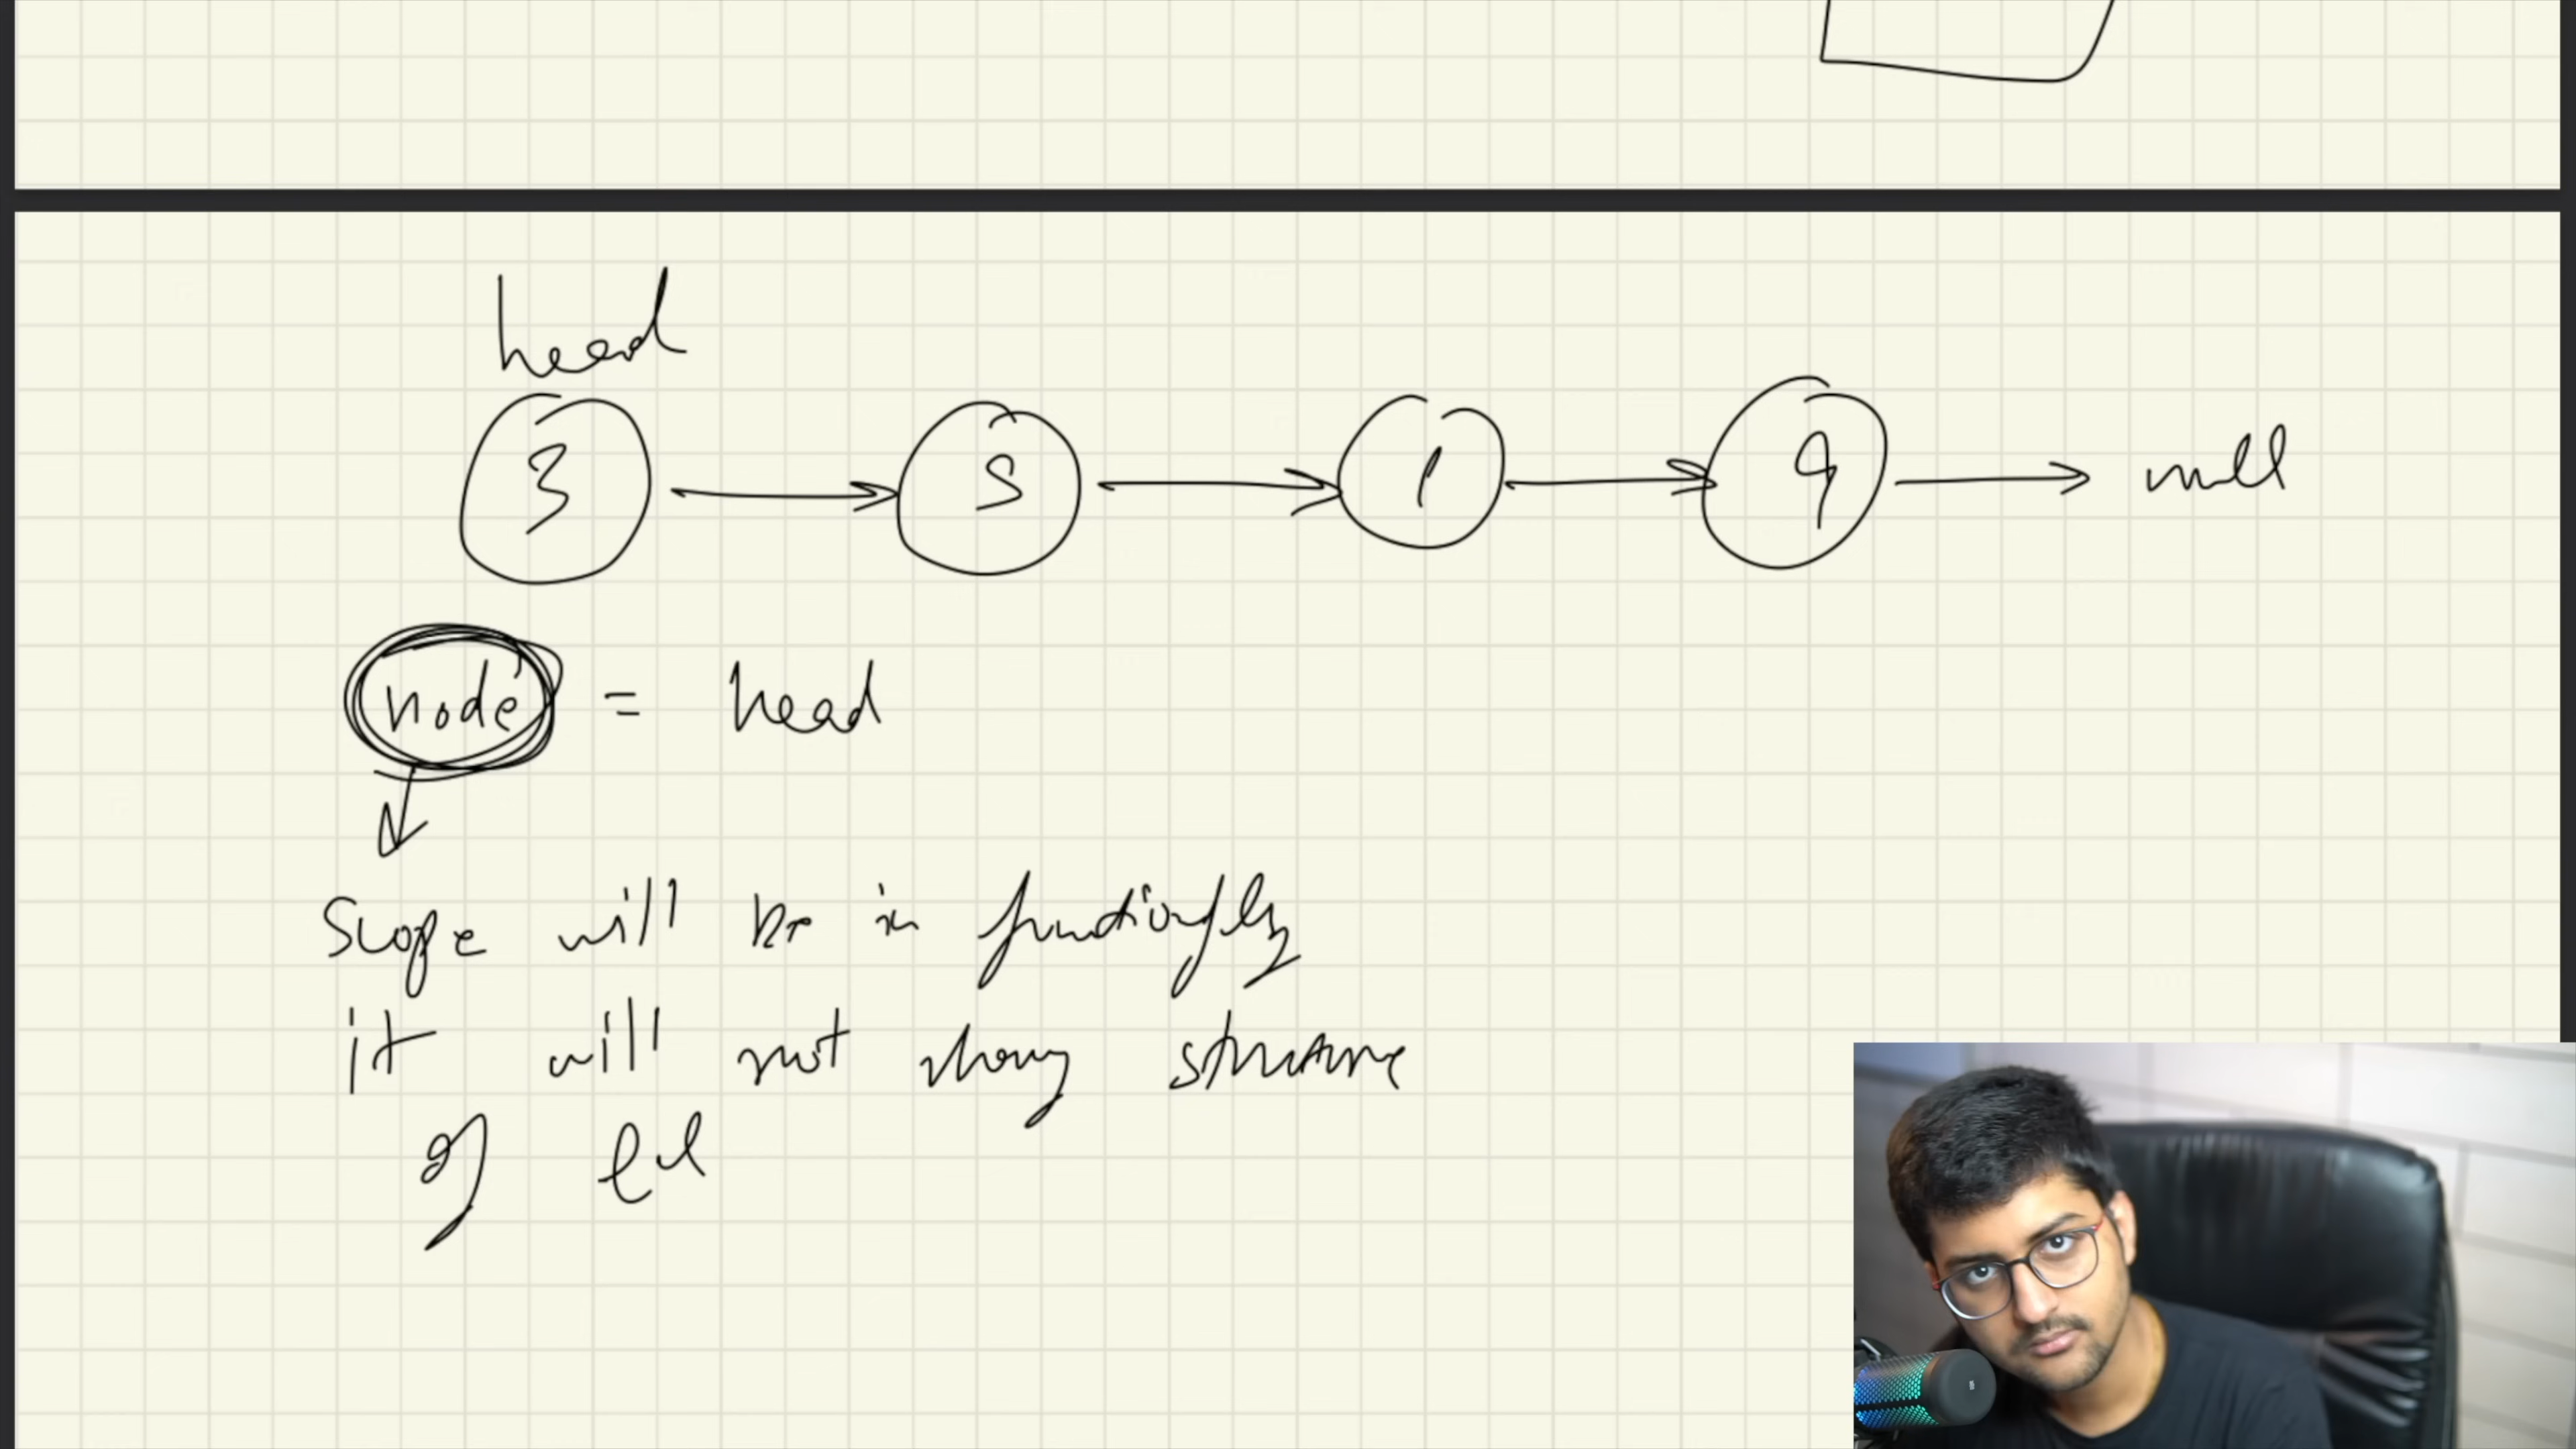 head
3 → 5 → 1 → 9 → null
node = head
scope will be in function only
it will not change structure
of LL